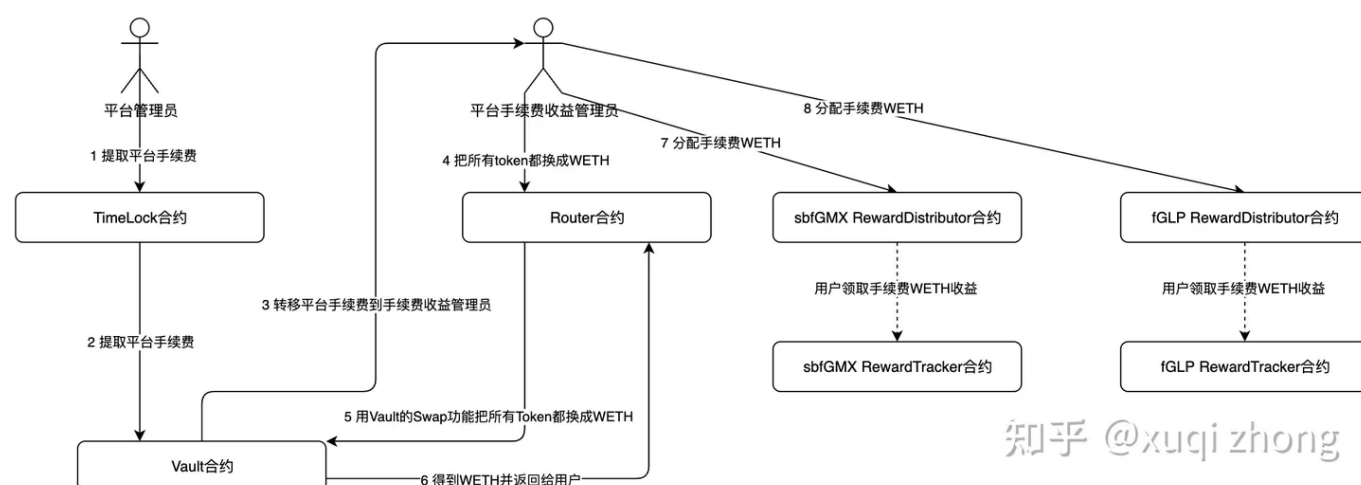 平台管理员
平台手续费收益管理员
8 分配手续费WETH
7 分配手续费WETH
1 提取平台手续费
4 把所有token都换成WETH
TimeLock合约
Router合约
sbfGMX RewardDistributor合约
fGLP RewardDistributor合约
3 转移平台手续费到手续费收益管理员
用户领取手续费WETH收益
用户领取手续费WETH收益
2 提取平台手续费
sbfGMX RewardTracker合约
fGLP RewardTracker合约
5 用Vault的Swap功能把所有Token都换成WETH
Vault合约
6 得到WETH并返回给用户
知乎 @xuqi zhong